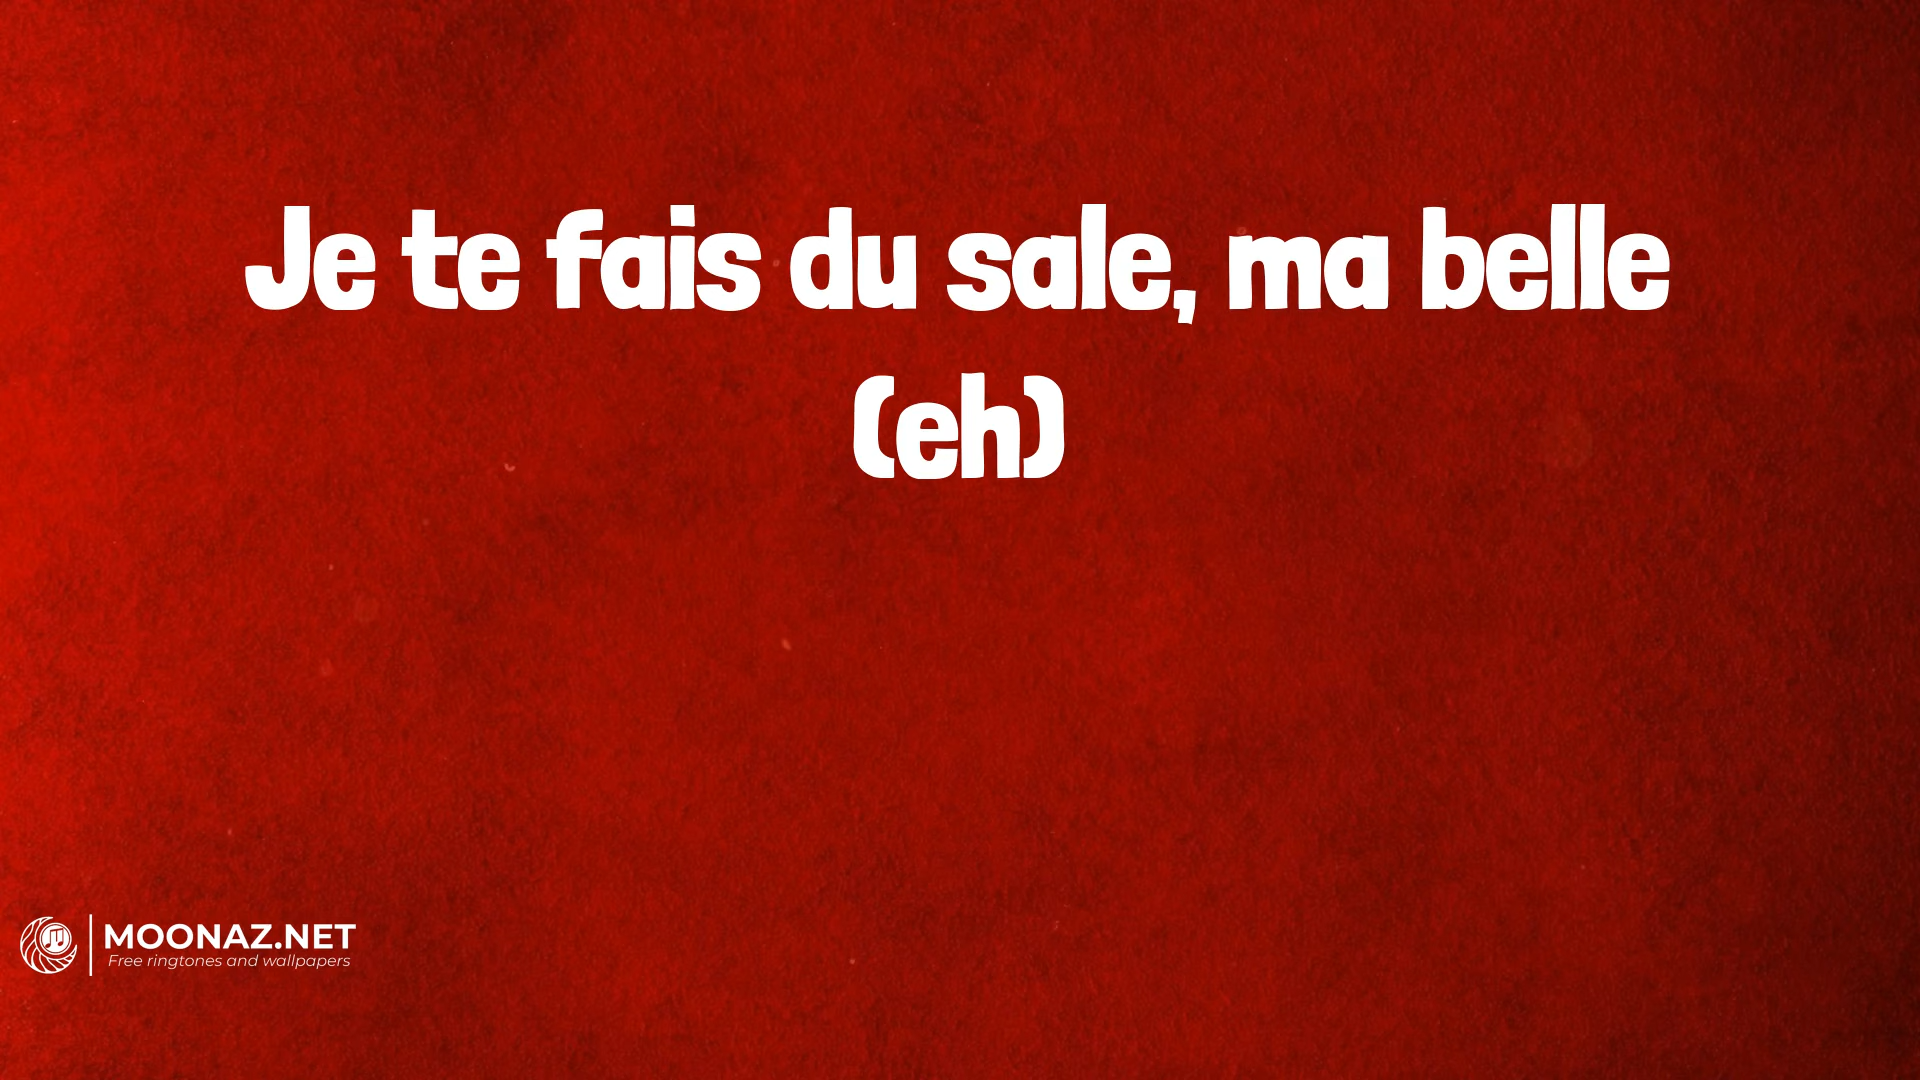 Je te fais du sale, ma belle
(eh)
MOONAZ.NET
Free ringtones and wallpapers